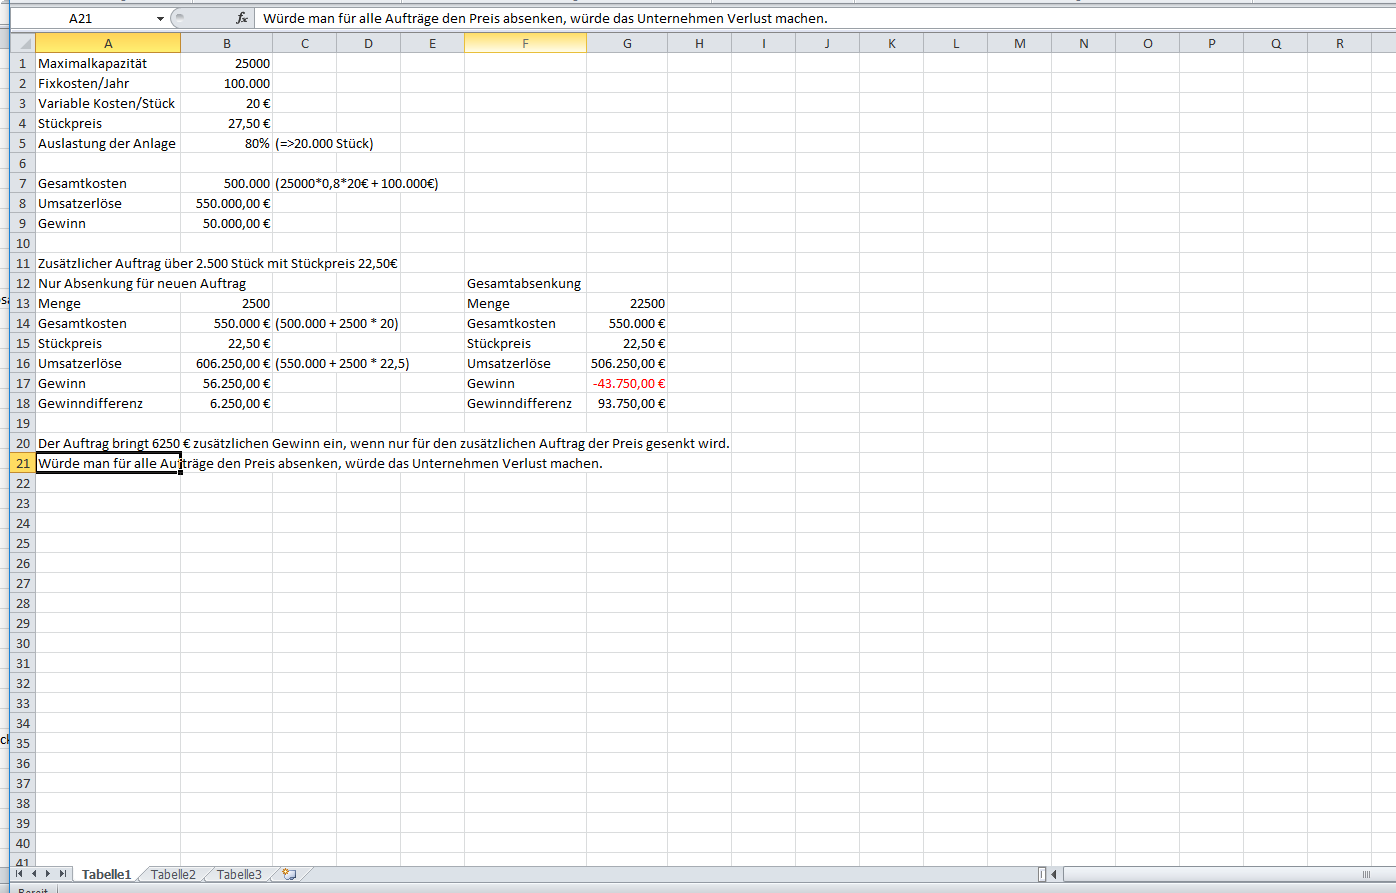 A21 fx Würde man für alle Aufträge den Preis absenken, würde das Unternehmen Verlust machen.
A B C D E F G H I J K L M N O P Q R
1 Maximalkapazität 25000
2 Fixkosten/Jahr 100.000
3 Variable Kosten/Stück 20 €
4 Stückpreis 27,50 €
5 Auslastung der Anlage 80% (=>20.000 Stück)
6
7 Gesamtkosten 500.000 (25000*0,8*20€ + 100.000€)
8 Umsatzerlöse 550.000,00 €
9 Gewinn 50.000,00 €
10
11 Zusätzlicher Auftrag über 2.500 Stück mit Stückpreis 22,50€
12 Nur Absenkung für neuen Auftrag Gesamtabsenkung
13 Menge 2500 Menge 22500
14 Gesamtkosten 550.000 € (500.000 + 2500 * 20) Gesamtkosten 550.000 €
15 Stückpreis 22,50 € Stückpreis 22,50 €
16 Umsatzerlöse 606.250,00 € (550.000 + 2500 * 22,5) Umsatzerlöse 506.250,00 €
17 Gewinn 56.250,00 € Gewinn -43.750,00 €
18 Gewinndifferenz 6.250,00 € Gewinndifferenz 93.750,00 €
19
20 Der Auftrag bringt 6250 € zusätzlichen Gewinn ein, wenn nur für den zusätzlichen Auftrag der Preis gesenkt wird.
21 Würde man für alle Aufträge den Preis absenken, würde das Unternehmen Verlust machen.
22
23
24
25
26
27
28
29
30
31
32
33
34
35
36
37
38
39
40
41
Tabelle1 Tabelle2 Tabelle3
Bereit